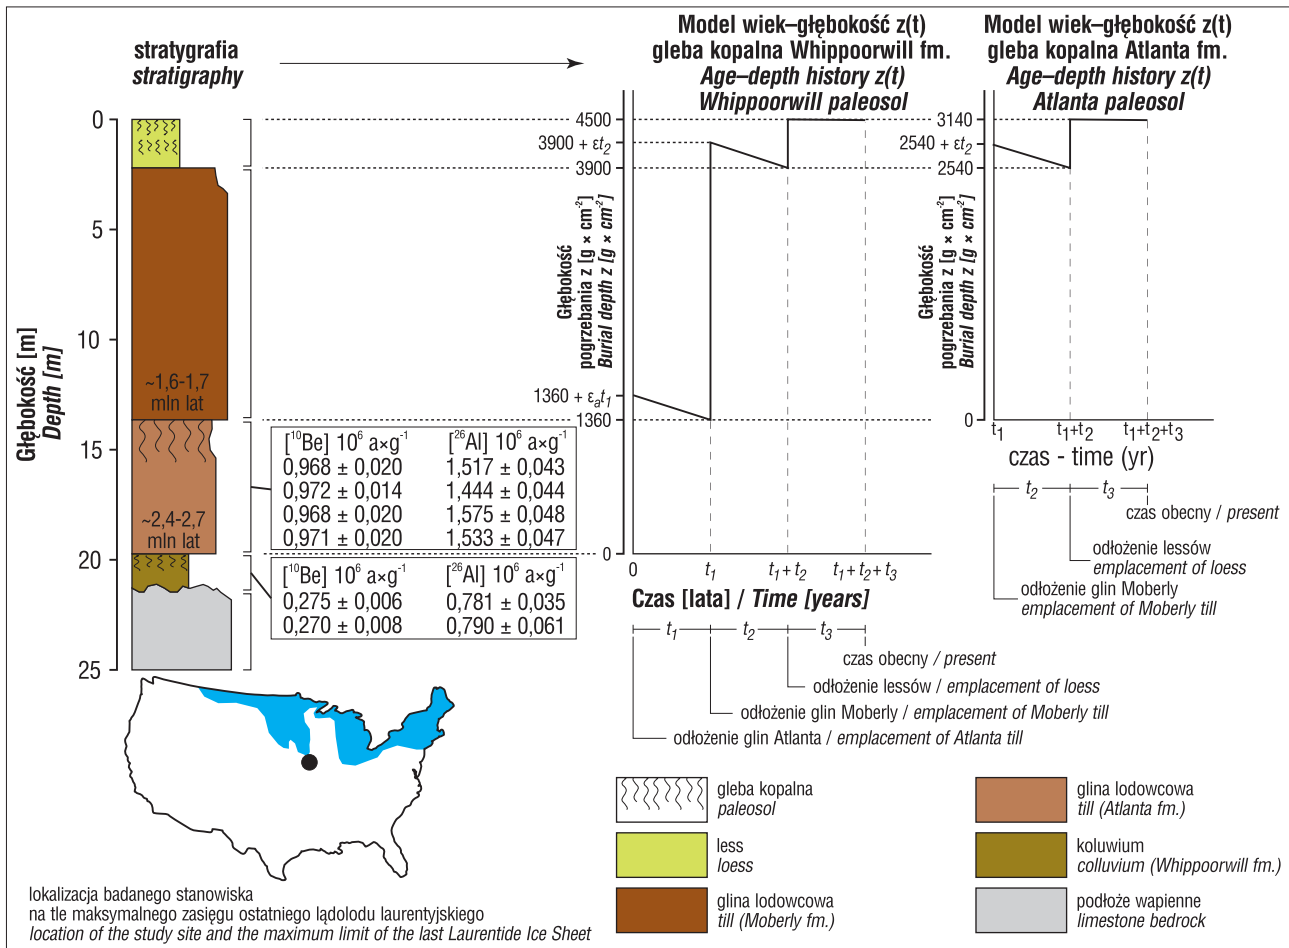 stratygrafia
stratigraphy
Model wiek–głębokość z(t)
gleba kopalna Whippoorwill fm.
Age–depth history z(t)
Whippoorwill paleosol
Model wiek–głębokość z(t)
gleba kopalna Atlanta fm.
Age–depth history z(t)
Atlanta paleosol
Głębokość [m]
Depth [m]
0
5
10
15
20
25
~1,6-1,7
mln lat
~2,4-2,7
mln lat
[¹⁰Be] 10⁶ a×g⁻¹ [²⁶Al] 10⁶ a×g⁻¹
0,968 ± 0,020 1,517 ± 0,043
0,972 ± 0,014 1,444 ± 0,044
0,968 ± 0,020 1,575 ± 0,048
0,971 ± 0,020 1,533 ± 0,047
[¹⁰Be] 10⁶ a×g⁻¹ [²⁶Al] 10⁶ a×g⁻¹
0,275 ± 0,006 0,781 ± 0,035
0,270 ± 0,008 0,790 ± 0,061
Głębokość
pogrzebania z [g × cm⁻²]
Burial depth z [g × cm⁻²]
4500
3900 + εt₂
3900
1360 + εₐt₁
1360
0
0 t₁ t₁+ t₂ t₁+ t₂+ t₃
Czas [lata] / Time [years]
t₁ t₂ t₃
czas obecny / present
odłożenie lessów / emplacement of loess
odłożenie glin Moberly / emplacement of Moberly till
odłożenie glin Atlanta / emplacement of Atlanta till
Głębokość
pogrzebania z [g × cm⁻²]
Burial depth z [g × cm⁻²]
3140
2540 + εt₂
2540
0
t₁ t₁+t₂ t₁+t₂+t₃
czas - time (yr)
t₂ t₃
czas obecny / present
odłożenie lessów
emplacement of loess
odłożenie glin Moberly
emplacement of Moberly till
gleba kopalna
paleosol
less
loess
glina lodowcowa
till (Moberly fm.)
glina lodowcowa
till (Atlanta fm.)
koluwium
colluvium (Whippoorwill fm.)
podłoże wapienne
limestone bedrock
lokalizacja badanego stanowiska
na tle maksymalnego zasięgu ostatniego lądolodu laurentyjskiego
location of the study site and the maximum limit of the last Laurentide Ice Sheet